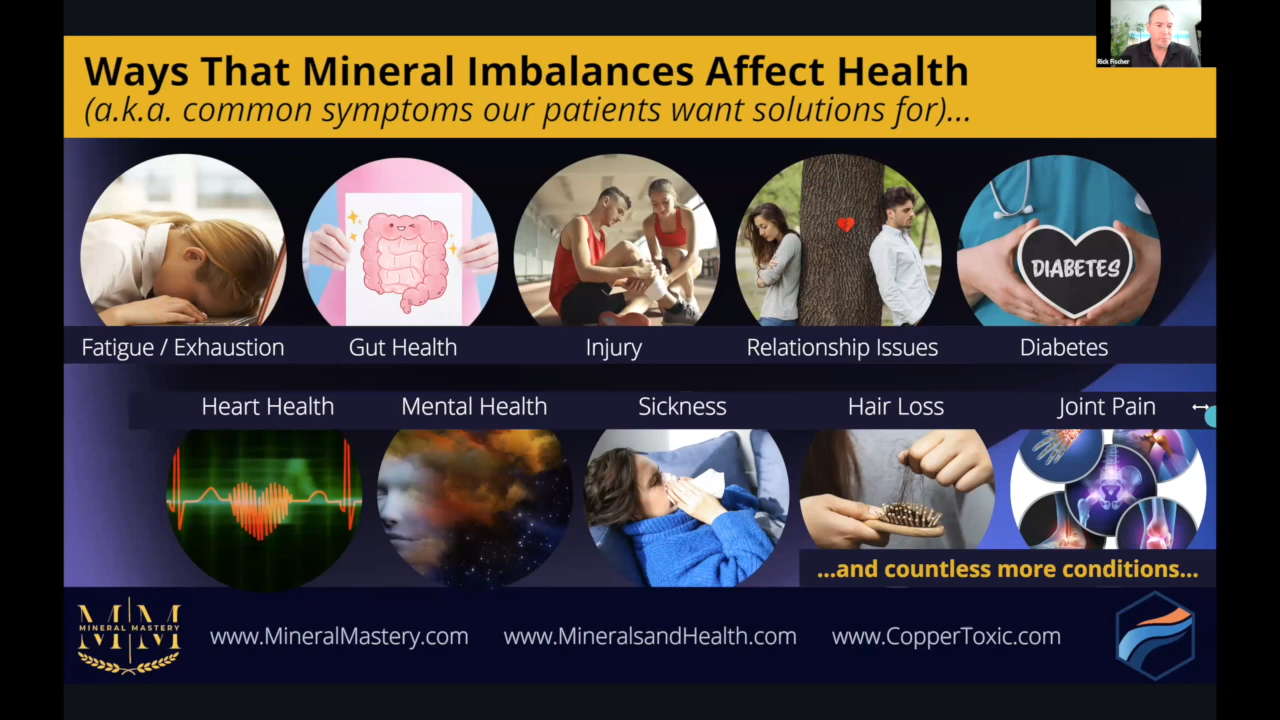 Rick Fischer
Ways That Mineral Imbalances Affect Health
(a.k.a. common symptoms our patients want solutions for)...
DIABETES
Fatigue / Exhaustion
Gut Health
Injury
Relationship Issues
Diabetes
Heart Health
Mental Health
Sickness
Hair Loss
Joint Pain
...and countless more conditions...
M M
MINERAL MASTERY
www.MineralMastery.com
www.MineralsandHealth.com
www.CopperToxic.com